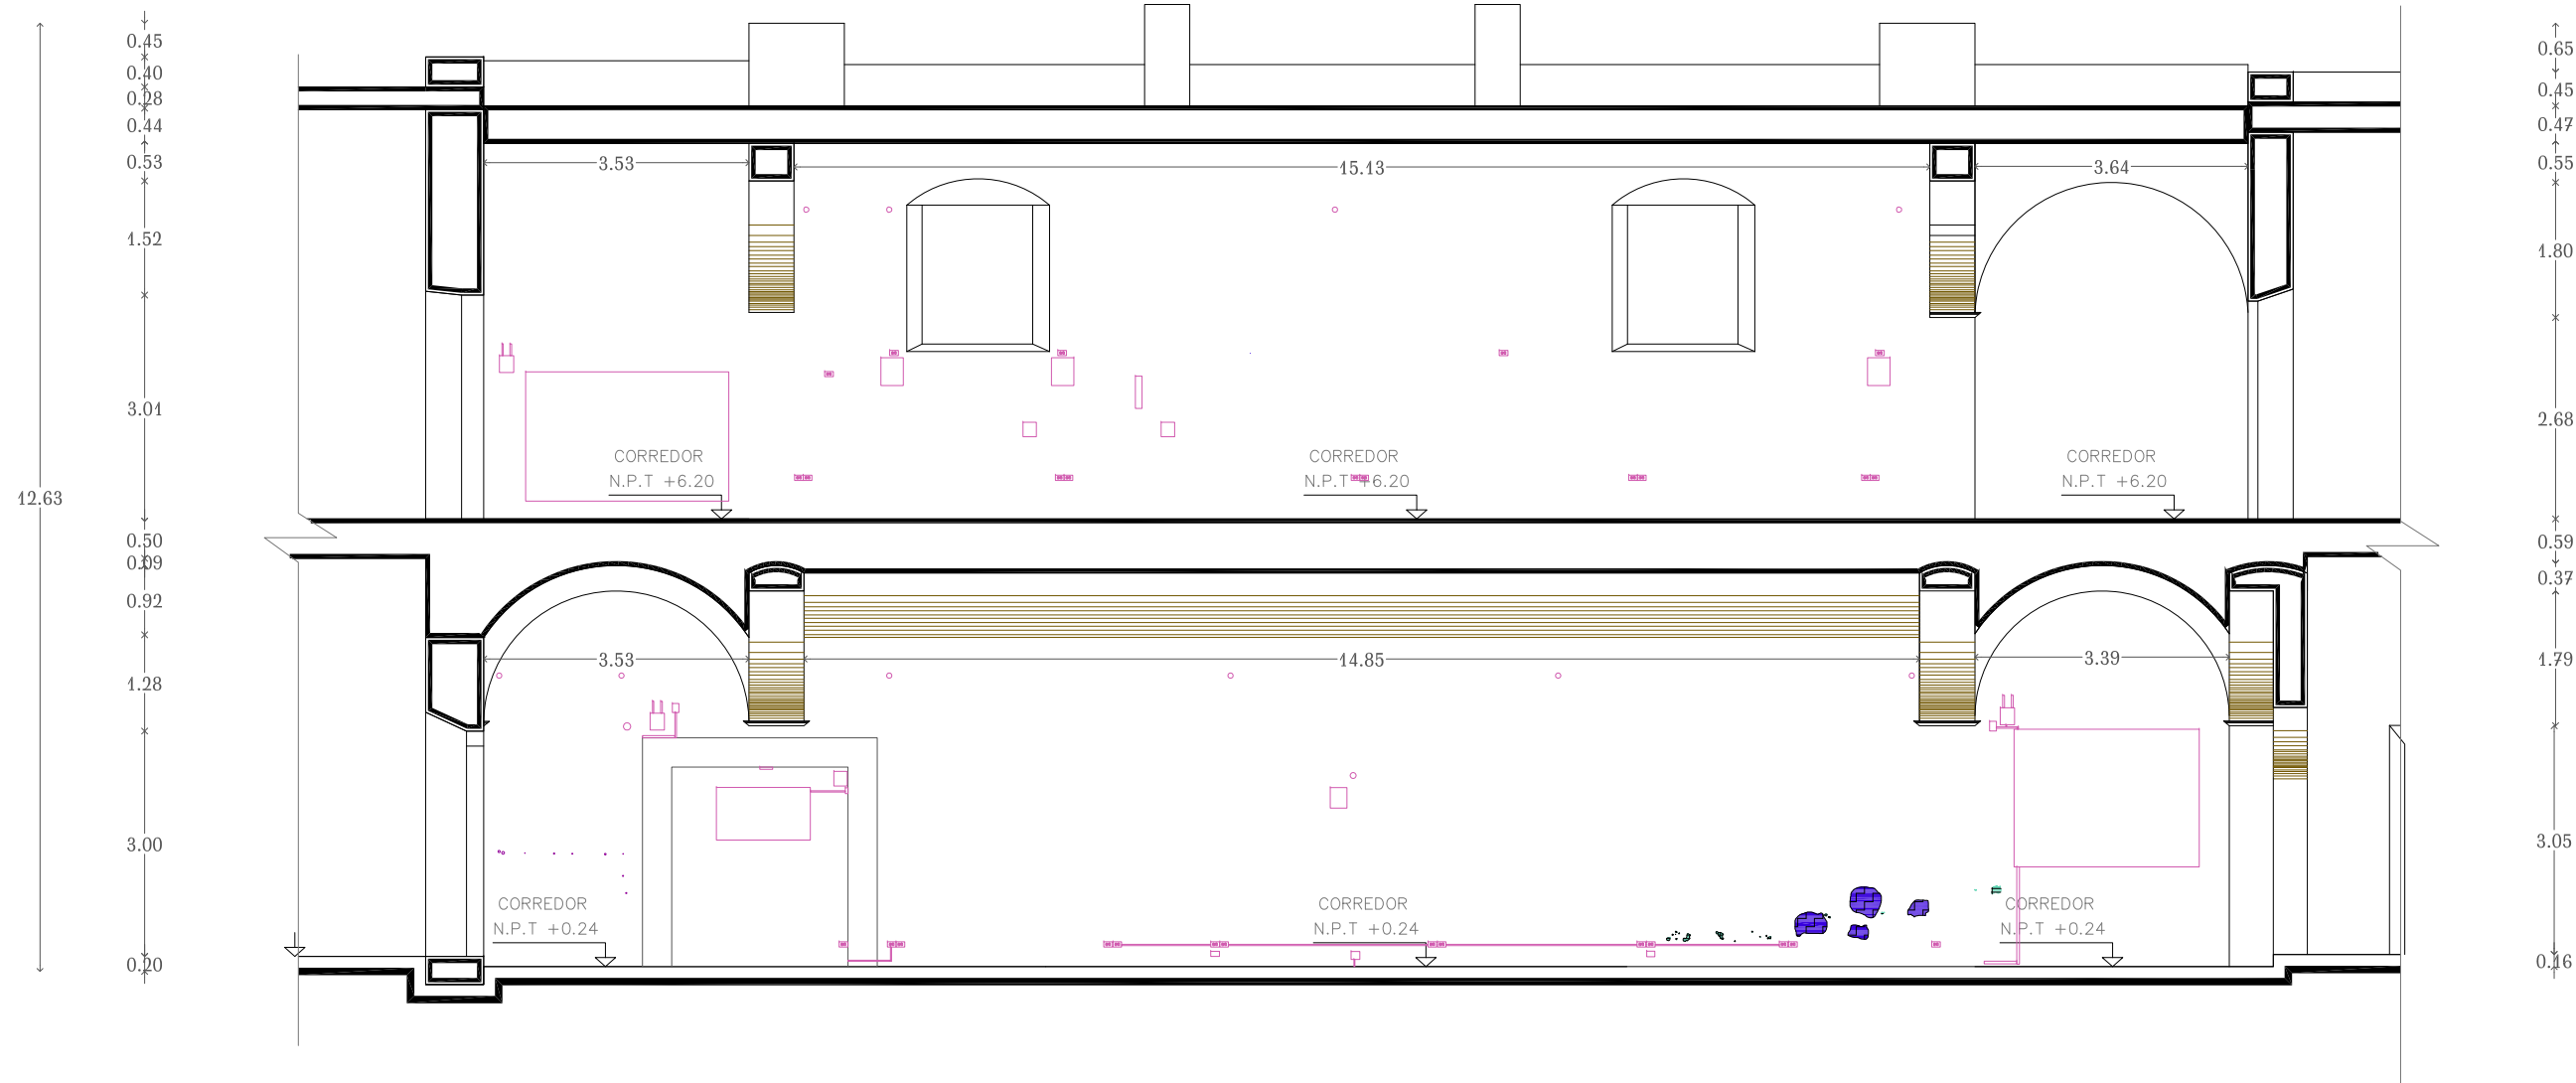 0.45
0.40
0.28
0.44
0.53
1.52
3.01
12.63
0.50
0.09
0.92
1.28
3.00
0.20
3.53
15.13
3.64
CORREDOR
N.P.T +6.20
CORREDOR
N.P.T +6.20
CORREDOR
N.P.T +6.20
3.53
14.85
3.39
CORREDOR
N.P.T +0.24
CORREDOR
N.P.T +0.24
CORREDOR
N.P.T +0.24
0.65
0.45
0.47
0.55
1.80
2.68
0.59
0.37
1.79
3.05
0.16